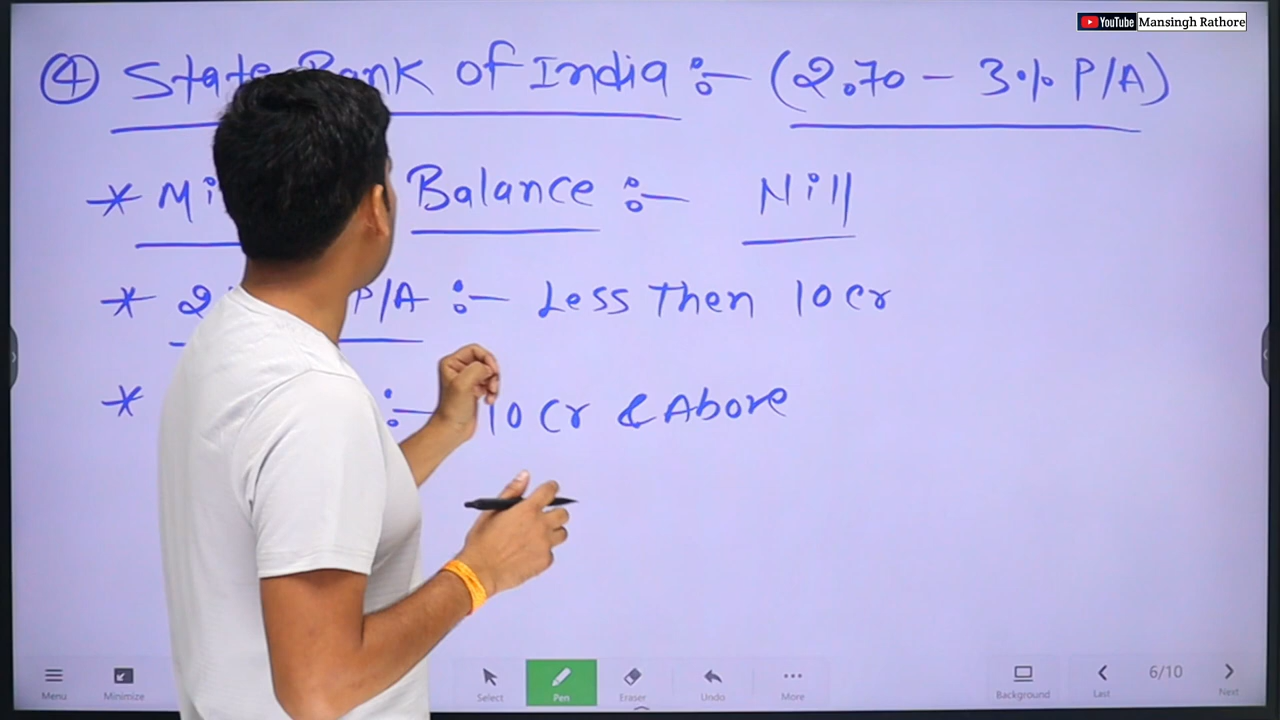 YouTube Mansingh Rathore
④ State Bank of India :- (2.70 - 3% P/A)
* Mi Balance :- Nill
* 2 P/A :- Less Then 10 Cr
* :- 10 Cr & Above
Menu Minimize Select Pen Eraser Undo More Background Last 6/10 Next